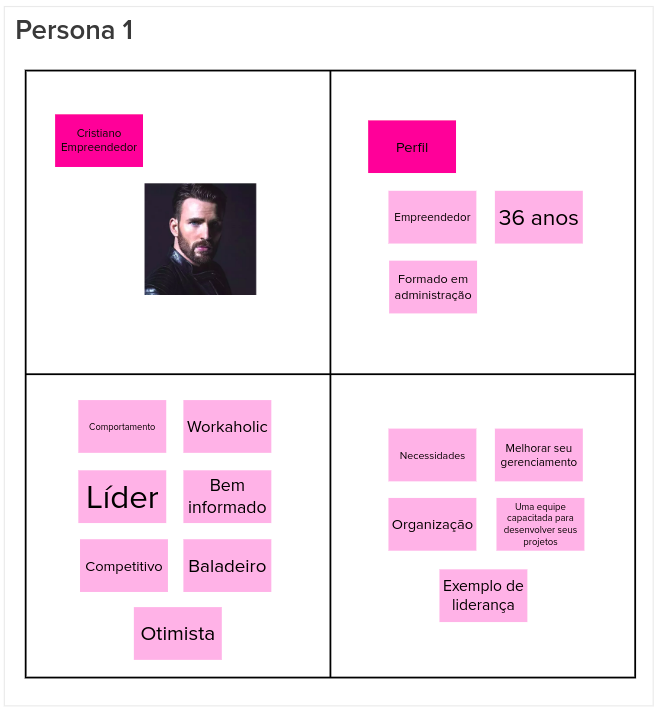 Persona 1
Cristiano
Empreendedor
Perfil
Empreendedor
36 anos
Formado em
administração
Comportamento
Workaholic
Líder
Bem
informado
Competitivo
Baladeiro
Otimista
Necessidades
Melhorar seu
gerenciamento
Organização
Uma equipe
capacitada para
desenvolver seus
projetos
Exemplo de
liderança